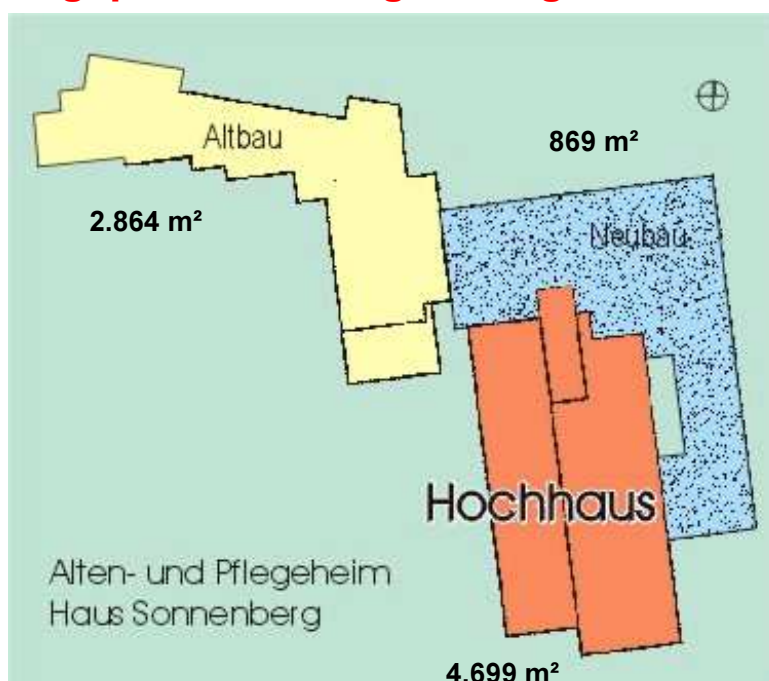 Altbau
869 m²
2.864 m²
Neubau
Hochhaus
Alten- und Pflegeheim
Haus Sonnenberg
4.699 m²